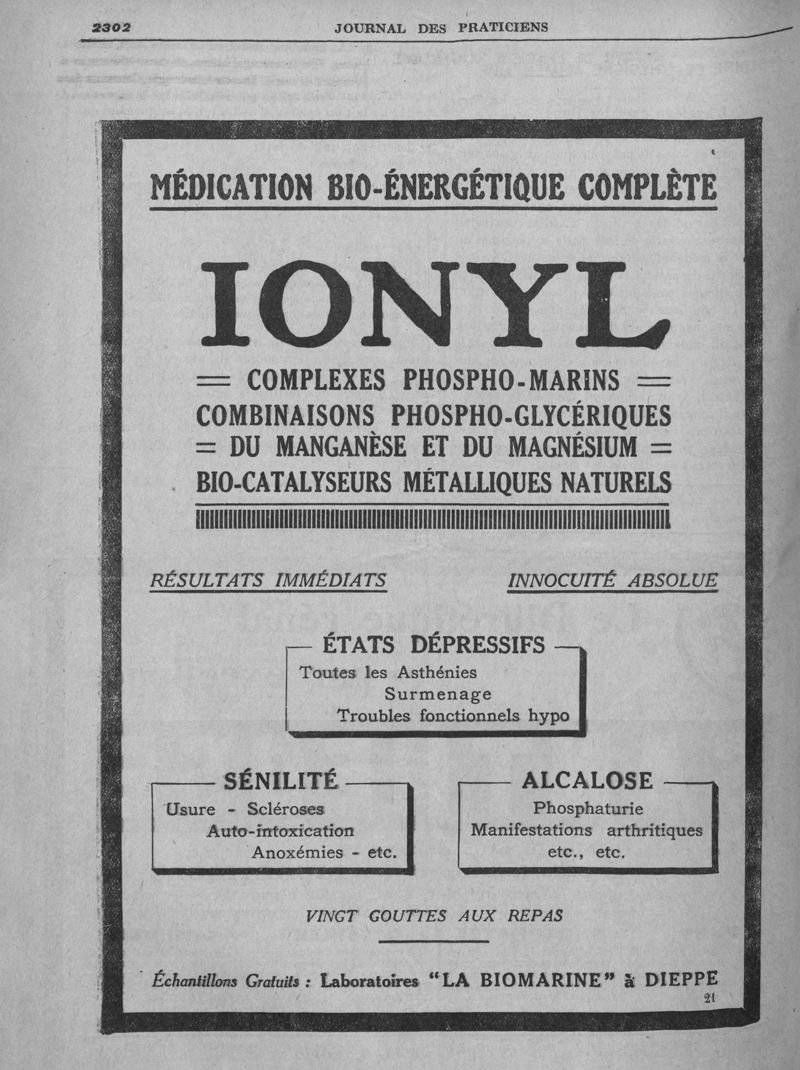 2302
JOURNAL DES PRATICIENS
MÉDICATION BIO-ÉNERGÉTIQUE COMPLÈTE
IONYL
= COMPLEXES PHOSPHO-MARINS =
COMBINAISONS PHOSPHO-GLYCÉRIQUES
= DU MANGANÈSE ET DU MAGNÉSIUM =
BIO-CATALYSEURS MÉTALLIQUES NATURELS
RÉSULTATS IMMÉDIATS
INNOCUITÉ ABSOLUE
ÉTATS DÉPRESSIFS
Toutes les Asthénies
Surmenage
Troubles fonctionnels hypo
SÉNILITÉ
Usure - Scléroses
Auto-intoxication
Anoxémies - etc.
ALCALOSE
Phosphaturie
Manifestations arthritiques
etc., etc.
VINGT GOUTTES AUX REPAS
Échantillons Gratuits : Laboratoires "LA BIOMARINE" à DIEPPE
21